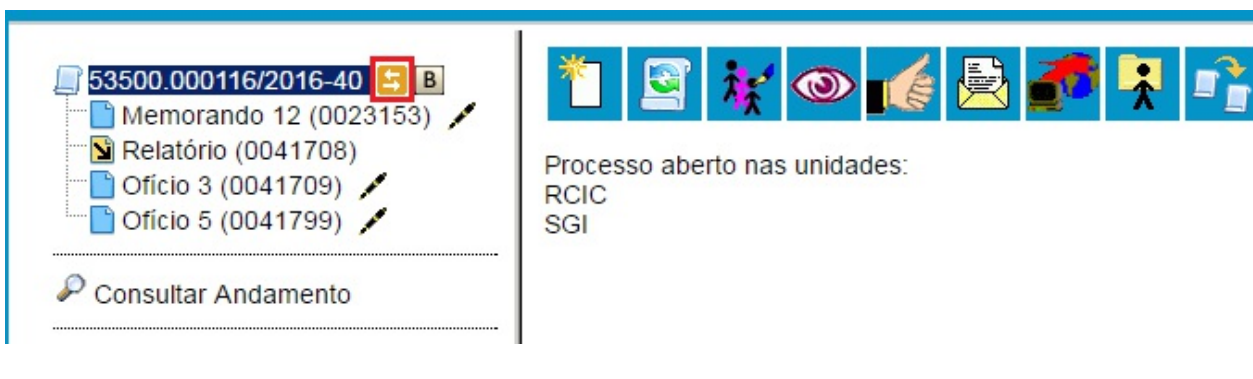 53500.000116/2016-40 B
Memorando 12 (0023153)
Relatório (0041708)
Ofício 3 (0041709)
Ofício 5 (0041799)
Consultar Andamento
Processo aberto nas unidades:
RCIC
SGI